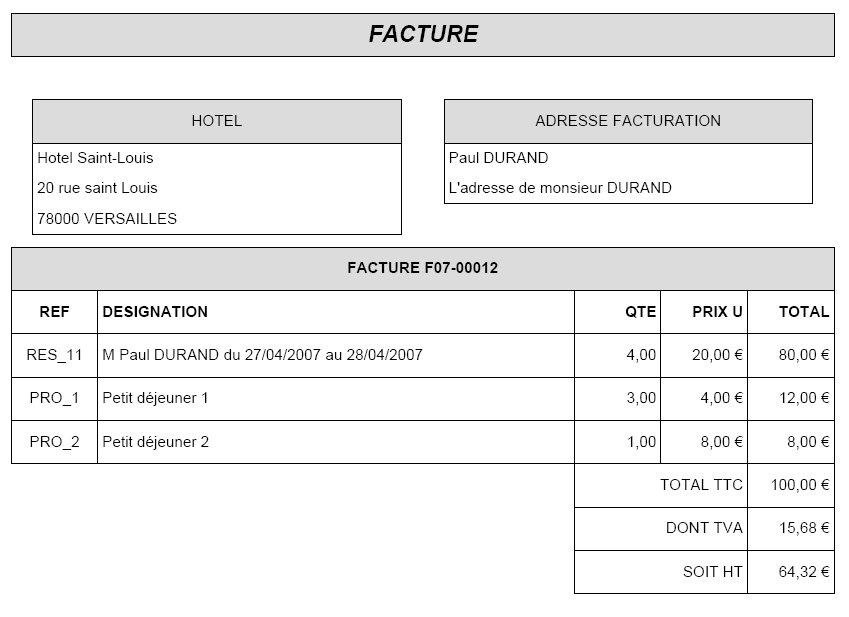 FACTURE
HOTEL
Hotel Saint-Louis
20 rue saint Louis
78000 VERSAILLES
ADRESSE FACTURATION
Paul DURAND
L'adresse de monsieur DURAND
FACTURE F07-00012
REF DESIGNATION QTE PRIX U TOTAL
RES_11 M Paul DURAND du 27/04/2007 au 28/04/2007 4,00 20,00 € 80,00 €
PRO_1 Petit déjeuner 1 3,00 4,00 € 12,00 €
PRO_2 Petit déjeuner 2 1,00 8,00 € 8,00 €
TOTAL TTC 100,00 €
DONT TVA 15,68 €
SOIT HT 64,32 €